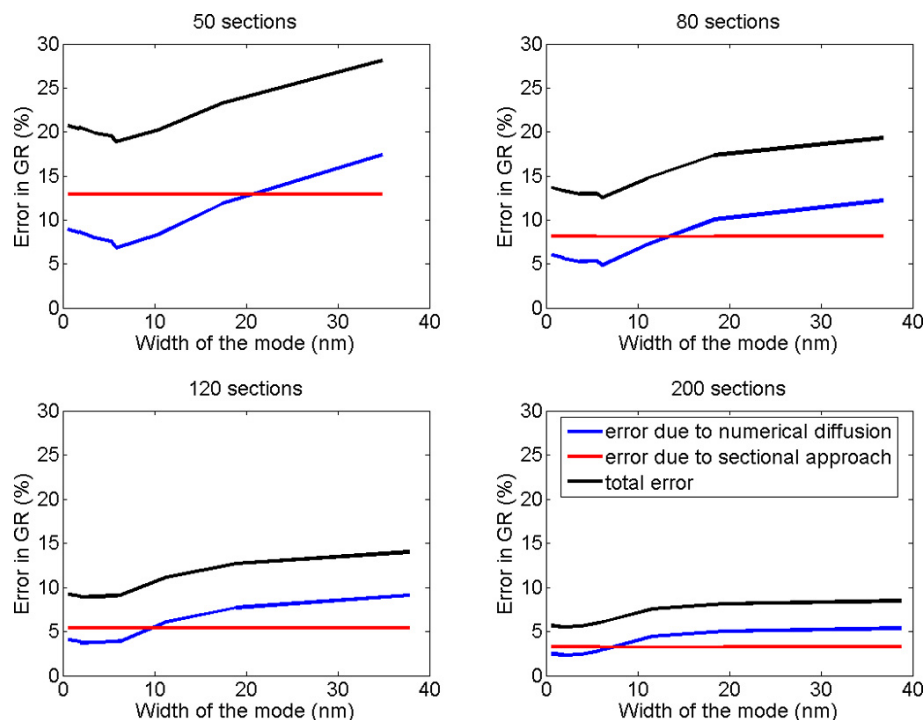 50 sections
30
25
20
15
10
5
0
Error in GR (%)
0 10 20 30 40
Width of the mode (nm)
80 sections
30
25
20
15
10
5
0
Error in GR (%)
0 10 20 30 40
Width of the mode (nm)
120 sections
30
25
20
15
10
5
0
Error in GR (%)
0 10 20 30 40
Width of the mode (nm)
200 sections
30
25
20
15
10
5
0
Error in GR (%)
error due to numerical diffusion
error due to sectional approach
total error
0 10 20 30 40
Width of the mode (nm)